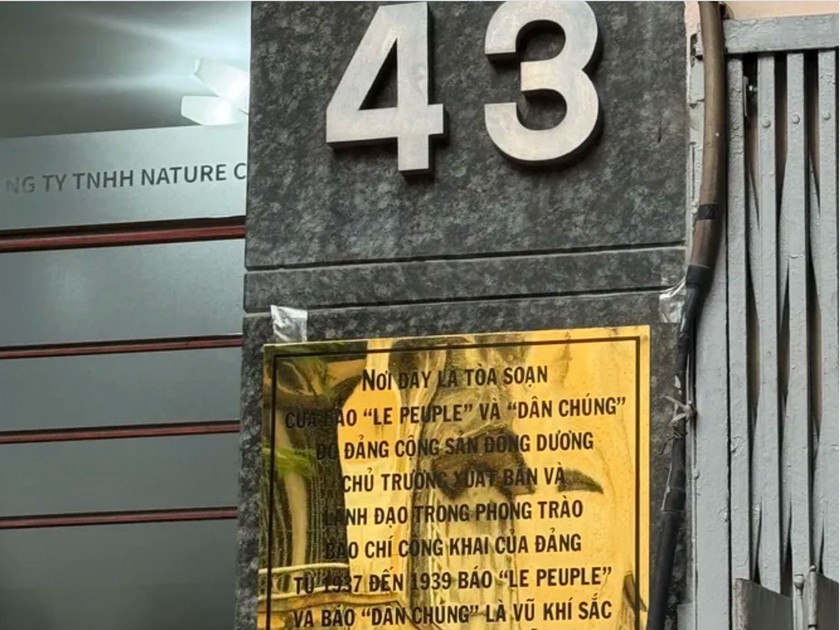 43
NG TY TNHH NATURE C
NƠI ĐÂY LÀ TÒA SOẠN
CỦA BÁO “LE PEUPLE” VÀ “DÂN CHÚNG”
DO ĐẢNG CỘNG SẢN ĐÔNG DƯƠNG
CHỦ TRƯƠNG XUẤT BẢN VÀ
LÃNH ĐẠO TRONG PHONG TRÀO
BÁO CHÍ CÔNG KHAI CỦA ĐẢNG
TỪ 1937 ĐẾN 1939 BÁO “LE PEUPLE”
VÀ BÁO “DÂN CHÚNG” LÀ VŨ KHÍ SẮC